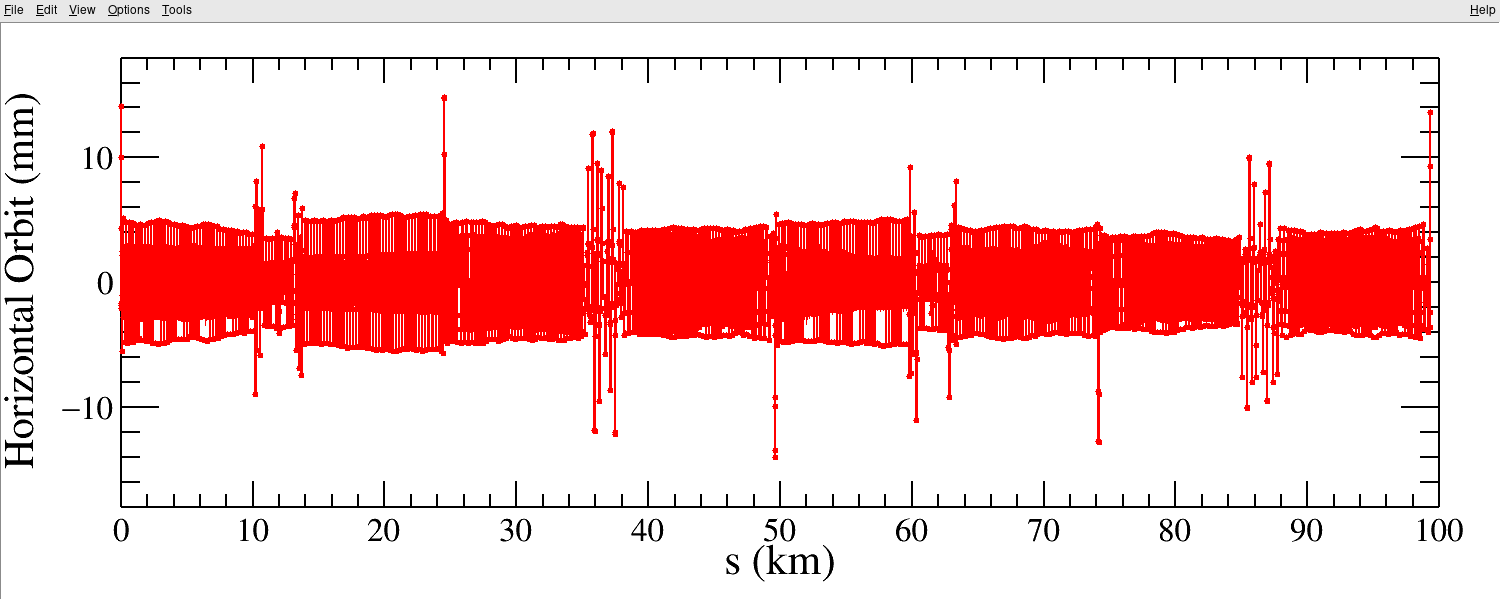 File Edit View Options Tools Help
Horizontal Orbit (mm)
10
0
−10
0 10 20 30 40 50 60 70 80 90 100
s (km)